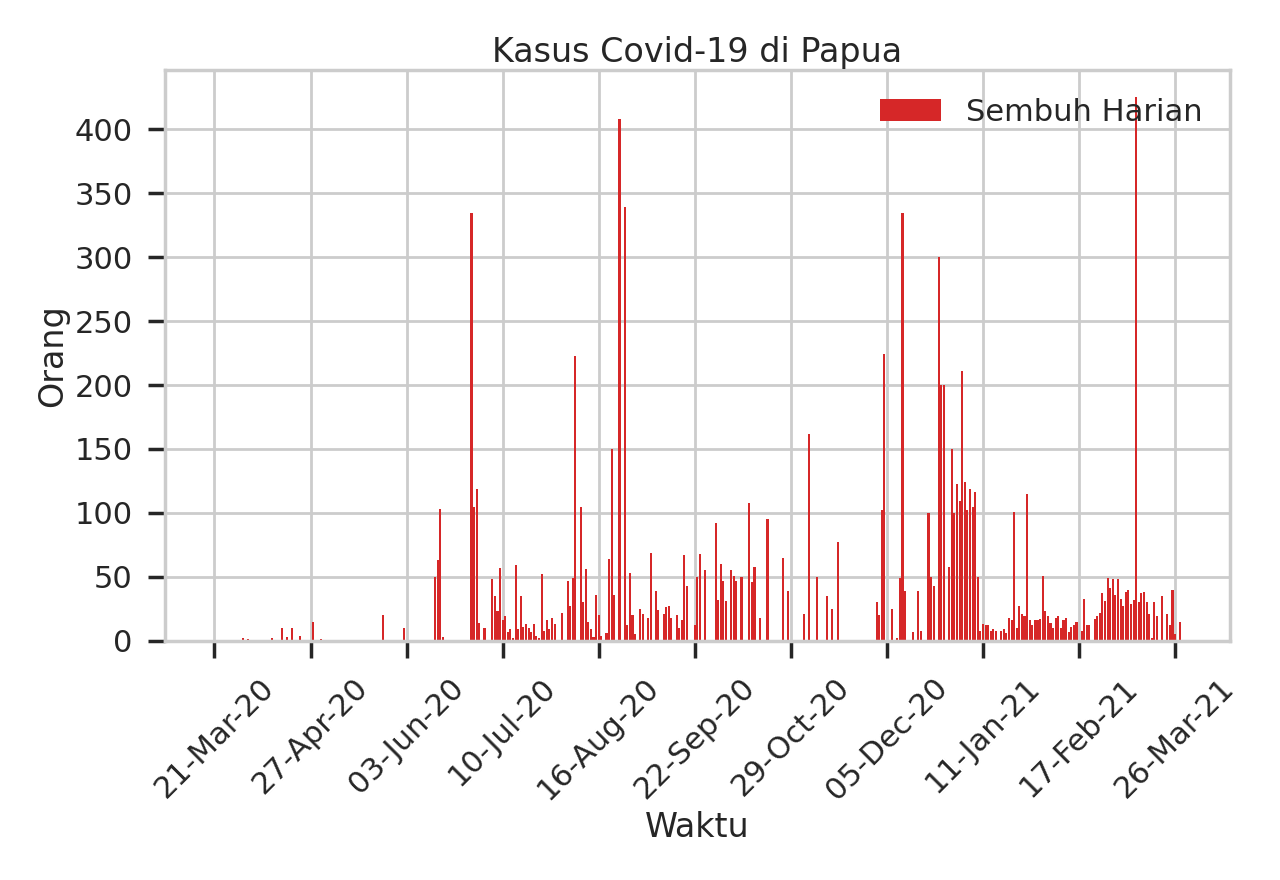 Kasus Covid-19 di Papua
Sembuh Harian
Orang
400
350
300
250
200
150
100
50
0
21-Mar-20
27-Apr-20
03-Jun-20
10-Jul-20
16-Aug-20
22-Sep-20
29-Oct-20
05-Dec-20
11-Jan-21
17-Feb-21
26-Mar-21
Waktu